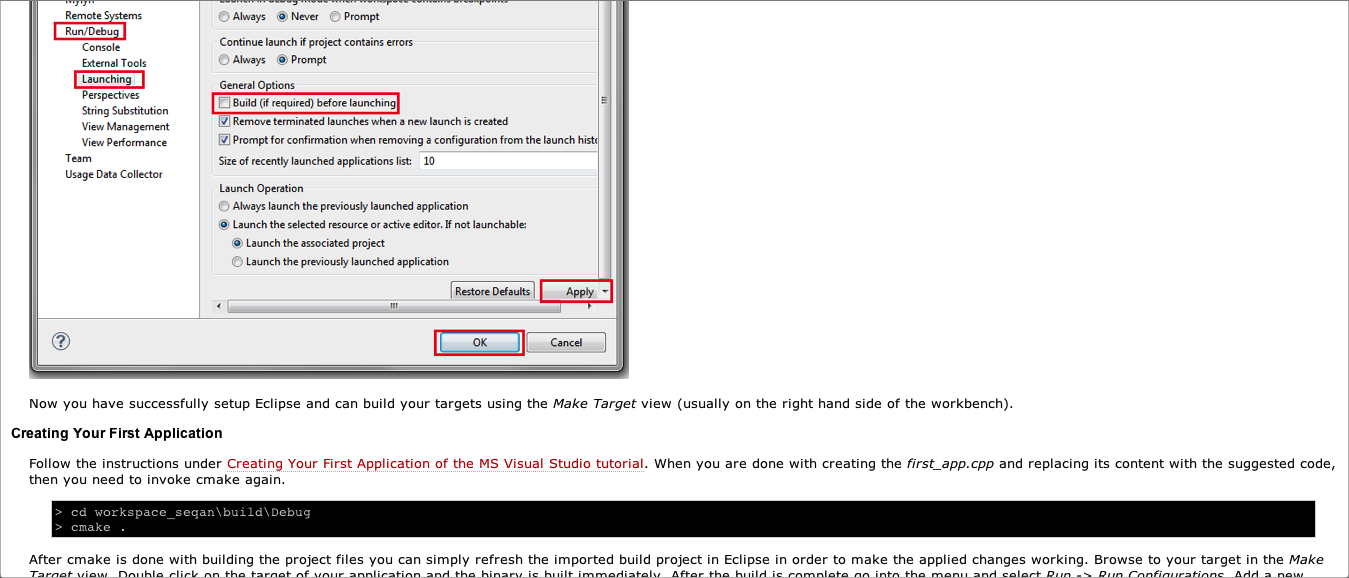 Remote Systems
Run/Debug
Console
External Tools
Launching
Perspectives
String Substitution
View Management
View Performance
Team
Usage Data Collector
Launch in debug mode when workspace contains breakpoints
Always Never Prompt
Continue launch if project contains errors
Always Prompt
General Options
Build (if required) before launching
Remove terminated launches when a new launch is created
Prompt for confirmation when removing a configuration from the launch histo
Size of recently launched applications list: 10
Launch Operation
Always launch the previously launched application
Launch the selected resource or active editor. If not launchable:
Launch the associated project
Launch the previously launched application
Restore Defaults Apply
OK Cancel
Now you have successfully setup Eclipse and can build your targets using the Make Target view (usually on the right hand side of the workbench).
Creating Your First Application
Follow the instructions under Creating Your First Application of the MS Visual Studio tutorial. When you are done with creating the first_app.cpp and replacing its content with the suggested code,
then you need to invoke cmake again.
> cd workspace_seqan\build\Debug
> cmake .
After cmake is done with building the project files you can simply refresh the imported build project in Eclipse in order to make the applied changes working. Browse to your target in the Make
Target view. Double click on the target of your application and the binary is built immediately. After the build is complete go into the menu and select Run -> Run Configurations. Add a new